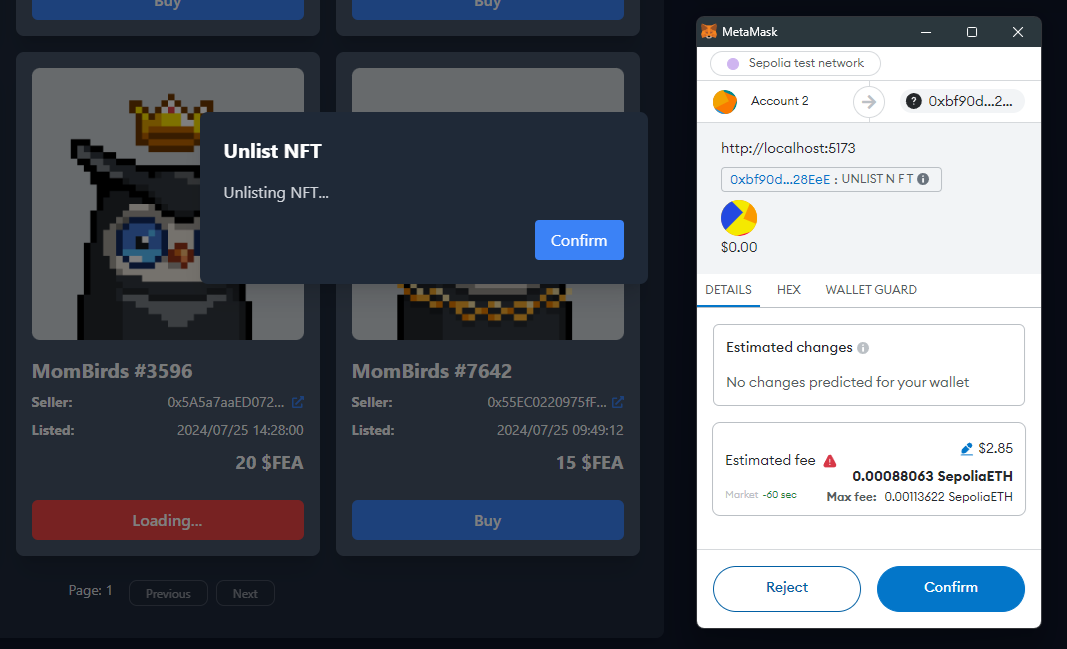 Buy
Buy
Unlist NFT
Unlisting NFT...
Confirm
MomBirds #3596
Seller: 0x5A5a7aaED072...
Listed: 2024/07/25 14:28:00
20 $FEA
Loading...
MomBirds #7642
Seller: 0x55EC0220975fF...
Listed: 2024/07/25 09:49:12
15 $FEA
Buy
Page: 1 Previous Next
MetaMask
Sepolia test network
Account 2 0xbf90d...2...
http://localhost:5173
0xbf90d...28EeE : UNLIST N F T
$0.00
DETAILS HEX WALLET GUARD
Estimated changes
No changes predicted for your wallet
$2.85
Estimated fee
0.00088063 SepoliaETH
Market ~60 sec Max fee: 0.00113622 SepoliaETH
Reject Confirm